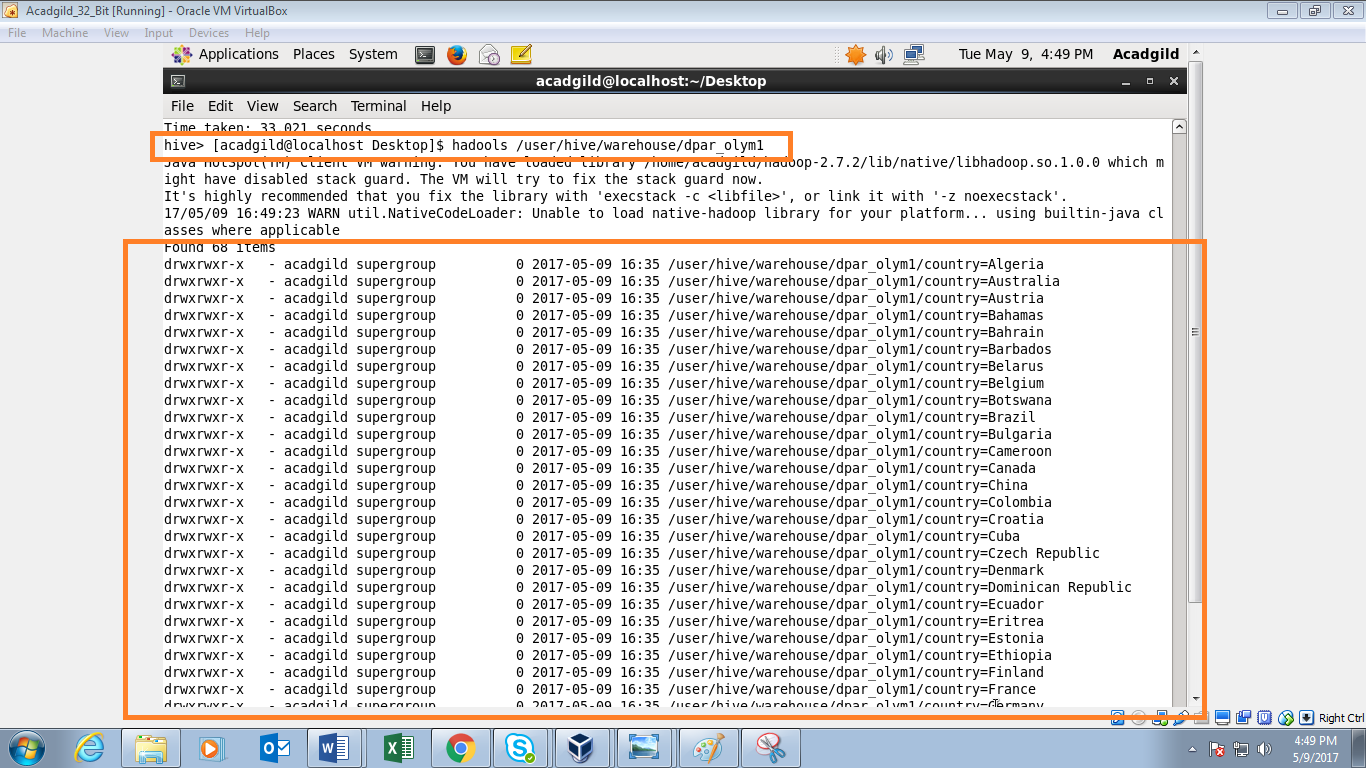 Acadgild_32_Bit [Running] - Oracle VM VirtualBox
File Machine View Input Devices Help
Applications Places System Tue May 9, 4:49 PM Acadgild
acadgild@localhost:~/Desktop
File Edit View Search Terminal Help
Time taken: 33.021 seconds
hive> [acadgild@localhost Desktop]$ hadools /user/hive/warehouse/dpar_olym1
Java HotSpot(TM) Client VM warning: You have loaded library /home/acadgild/hadoop-2.7.2/lib/native/libhadoop.so.1.0.0 which m
ight have disabled stack guard. The VM will try to fix the stack guard now.
It's highly recommended that you fix the library with 'execstack -c <libfile>', or link it with '-z noexecstack'.
17/05/09 16:49:23 WARN util.NativeCodeLoader: Unable to load native-hadoop library for your platform... using builtin-java cl
asses where applicable
Found 68 items
drwxrwxr-x - acadgild supergroup 0 2017-05-09 16:35 /user/hive/warehouse/dpar_olym1/country=Algeria
drwxrwxr-x - acadgild supergroup 0 2017-05-09 16:35 /user/hive/warehouse/dpar_olym1/country=Australia
drwxrwxr-x - acadgild supergroup 0 2017-05-09 16:35 /user/hive/warehouse/dpar_olym1/country=Austria
drwxrwxr-x - acadgild supergroup 0 2017-05-09 16:35 /user/hive/warehouse/dpar_olym1/country=Bahamas
drwxrwxr-x - acadgild supergroup 0 2017-05-09 16:35 /user/hive/warehouse/dpar_olym1/country=Bahrain
drwxrwxr-x - acadgild supergroup 0 2017-05-09 16:35 /user/hive/warehouse/dpar_olym1/country=Barbados
drwxrwxr-x - acadgild supergroup 0 2017-05-09 16:35 /user/hive/warehouse/dpar_olym1/country=Belarus
drwxrwxr-x - acadgild supergroup 0 2017-05-09 16:35 /user/hive/warehouse/dpar_olym1/country=Belgium
drwxrwxr-x - acadgild supergroup 0 2017-05-09 16:35 /user/hive/warehouse/dpar_olym1/country=Botswana
drwxrwxr-x - acadgild supergroup 0 2017-05-09 16:35 /user/hive/warehouse/dpar_olym1/country=Brazil
drwxrwxr-x - acadgild supergroup 0 2017-05-09 16:35 /user/hive/warehouse/dpar_olym1/country=Bulgaria
drwxrwxr-x - acadgild supergroup 0 2017-05-09 16:35 /user/hive/warehouse/dpar_olym1/country=Cameroon
drwxrwxr-x - acadgild supergroup 0 2017-05-09 16:35 /user/hive/warehouse/dpar_olym1/country=Canada
drwxrwxr-x - acadgild supergroup 0 2017-05-09 16:35 /user/hive/warehouse/dpar_olym1/country=China
drwxrwxr-x - acadgild supergroup 0 2017-05-09 16:35 /user/hive/warehouse/dpar_olym1/country=Colombia
drwxrwxr-x - acadgild supergroup 0 2017-05-09 16:35 /user/hive/warehouse/dpar_olym1/country=Croatia
drwxrwxr-x - acadgild supergroup 0 2017-05-09 16:35 /user/hive/warehouse/dpar_olym1/country=Cuba
drwxrwxr-x - acadgild supergroup 0 2017-05-09 16:35 /user/hive/warehouse/dpar_olym1/country=Czech Republic
drwxrwxr-x - acadgild supergroup 0 2017-05-09 16:35 /user/hive/warehouse/dpar_olym1/country=Denmark
drwxrwxr-x - acadgild supergroup 0 2017-05-09 16:35 /user/hive/warehouse/dpar_olym1/country=Dominican Republic
drwxrwxr-x - acadgild supergroup 0 2017-05-09 16:35 /user/hive/warehouse/dpar_olym1/country=Ecuador
drwxrwxr-x - acadgild supergroup 0 2017-05-09 16:35 /user/hive/warehouse/dpar_olym1/country=Eritrea
drwxrwxr-x - acadgild supergroup 0 2017-05-09 16:35 /user/hive/warehouse/dpar_olym1/country=Estonia
drwxrwxr-x - acadgild supergroup 0 2017-05-09 16:35 /user/hive/warehouse/dpar_olym1/country=Ethiopia
drwxrwxr-x - acadgild supergroup 0 2017-05-09 16:35 /user/hive/warehouse/dpar_olym1/country=Finland
drwxrwxr-x - acadgild supergroup 0 2017-05-09 16:35 /user/hive/warehouse/dpar_olym1/country=France
drwxrwxr-x - acadgild supergroup 0 2017-05-09 16:35 /user/hive/warehouse/dpar_olym1/country=Germany
Right Ctrl
4:49 PM
5/9/2017